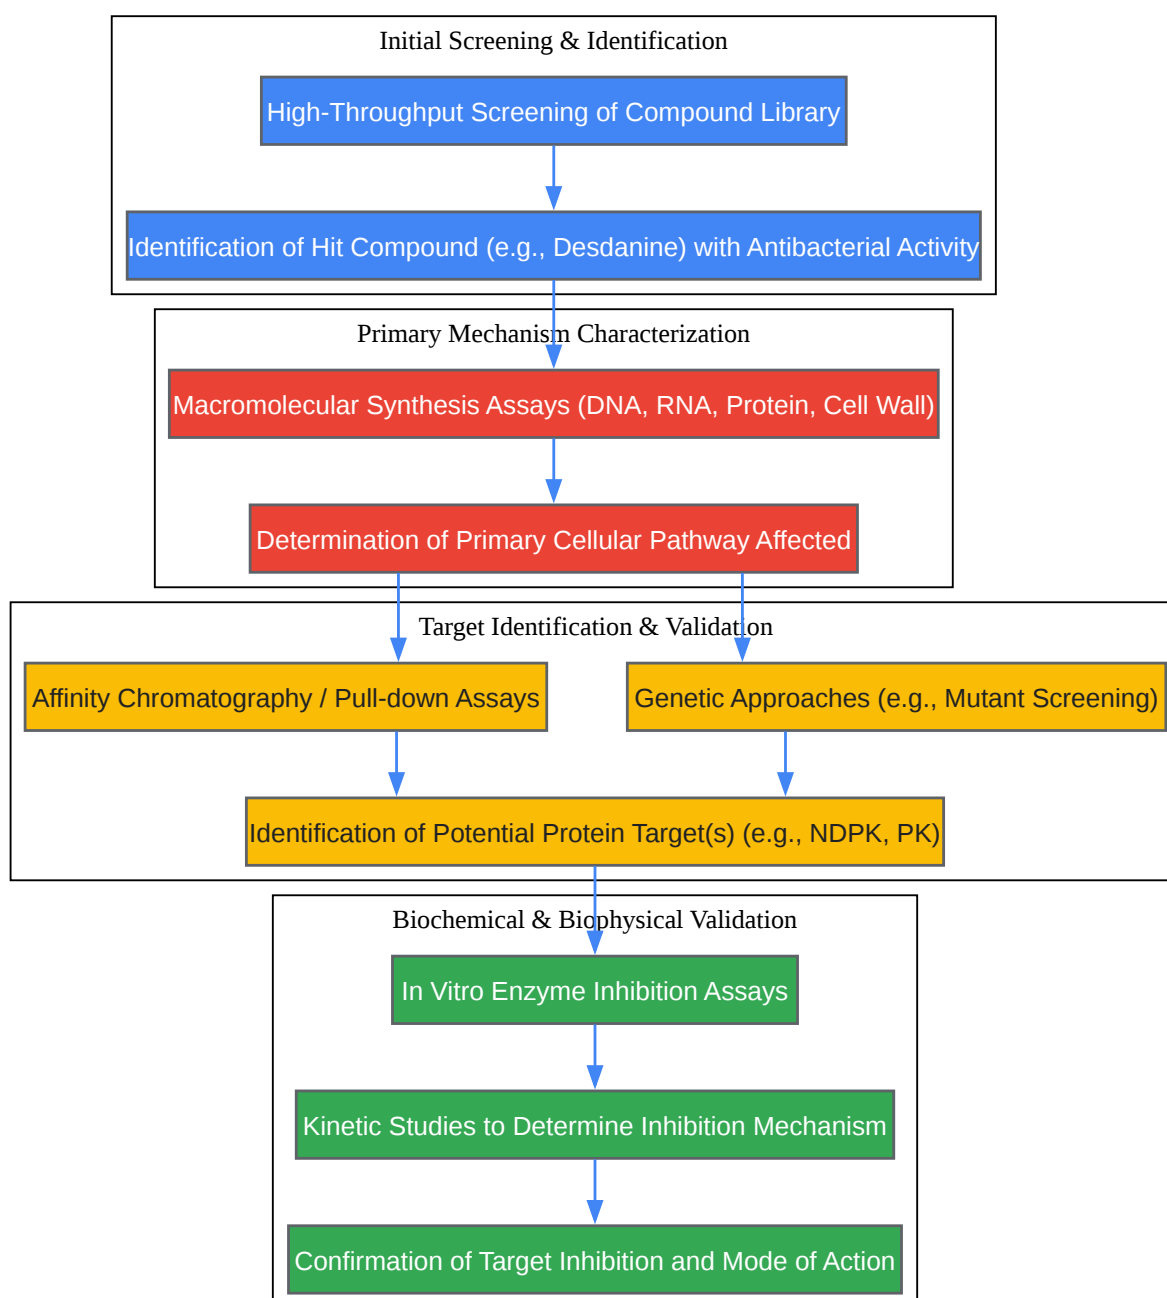 Initial Screening & Identification
High-Throughput Screening of Compound Library
Identification of Hit Compound (e.g., Desdanine) with Antibacterial Activity
Primary Mechanism Characterization
Macromolecular Synthesis Assays (DNA, RNA, Protein, Cell Wall)
Determination of Primary Cellular Pathway Affected
Target Identification & Validation
Affinity Chromatography / Pull-down Assays
Genetic Approaches (e.g., Mutant Screening)
Identification of Potential Protein Target(s) (e.g., NDPK, PK)
Biochemical & Biophysical Validation
In Vitro Enzyme Inhibition Assays
Kinetic Studies to Determine Inhibition Mechanism
Confirmation of Target Inhibition and Mode of Action